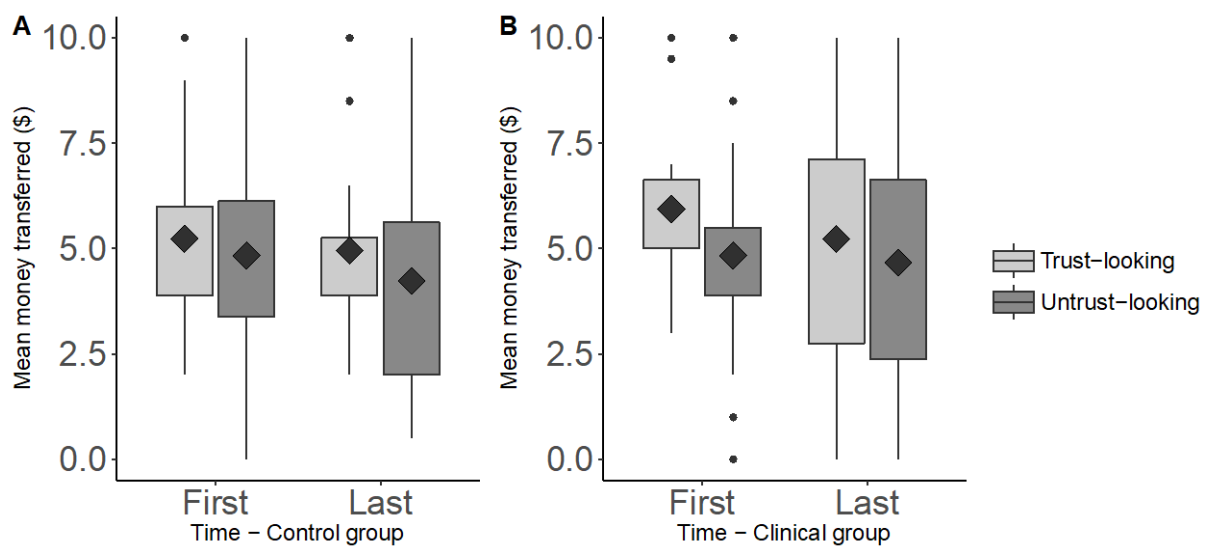 A
Mean money transferred ($)
10.0
7.5
5.0
2.5
0.0
First Last
Time − Control group
B
Mean money transferred ($)
10.0
7.5
5.0
2.5
0.0
First Last
Time − Clinical group
Trust−looking
Untrust−looking